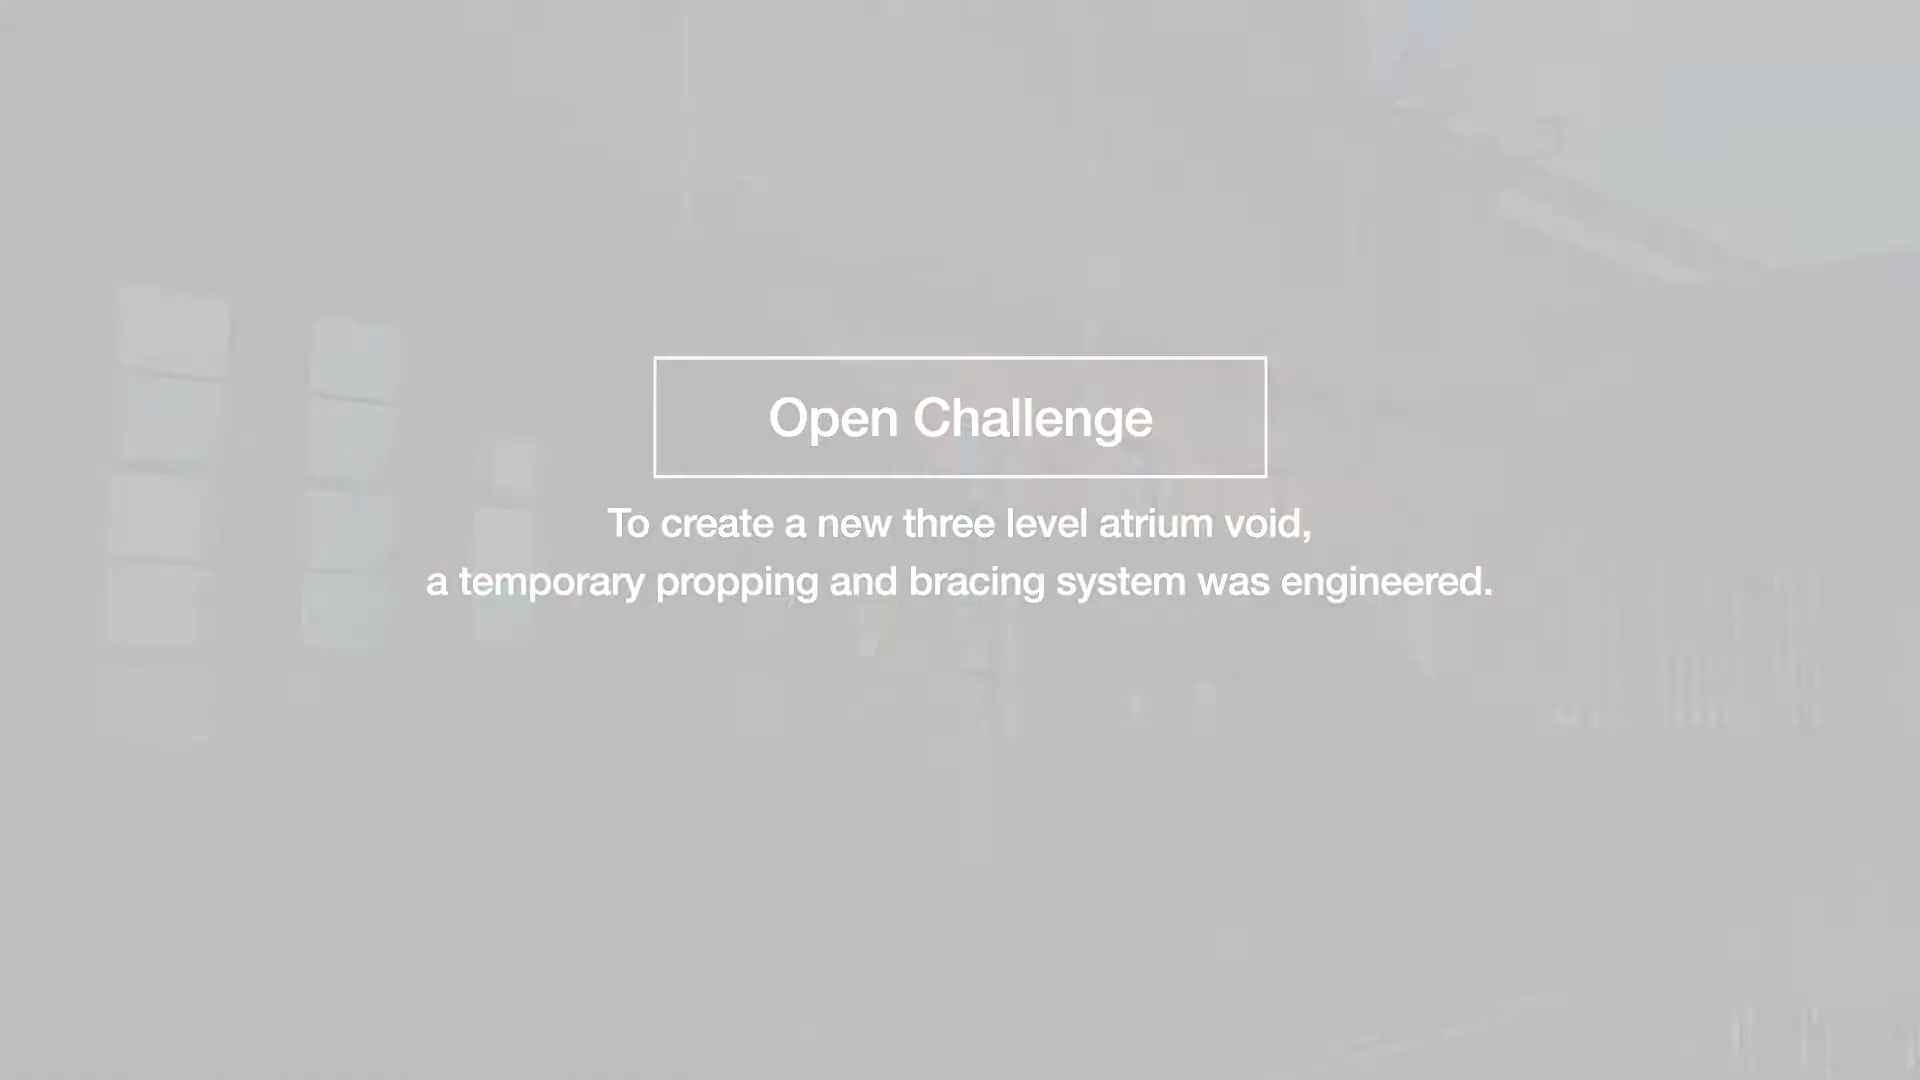 Open Challenge
To create a new three level atrium void,
a temporary propping and bracing system was engineered.